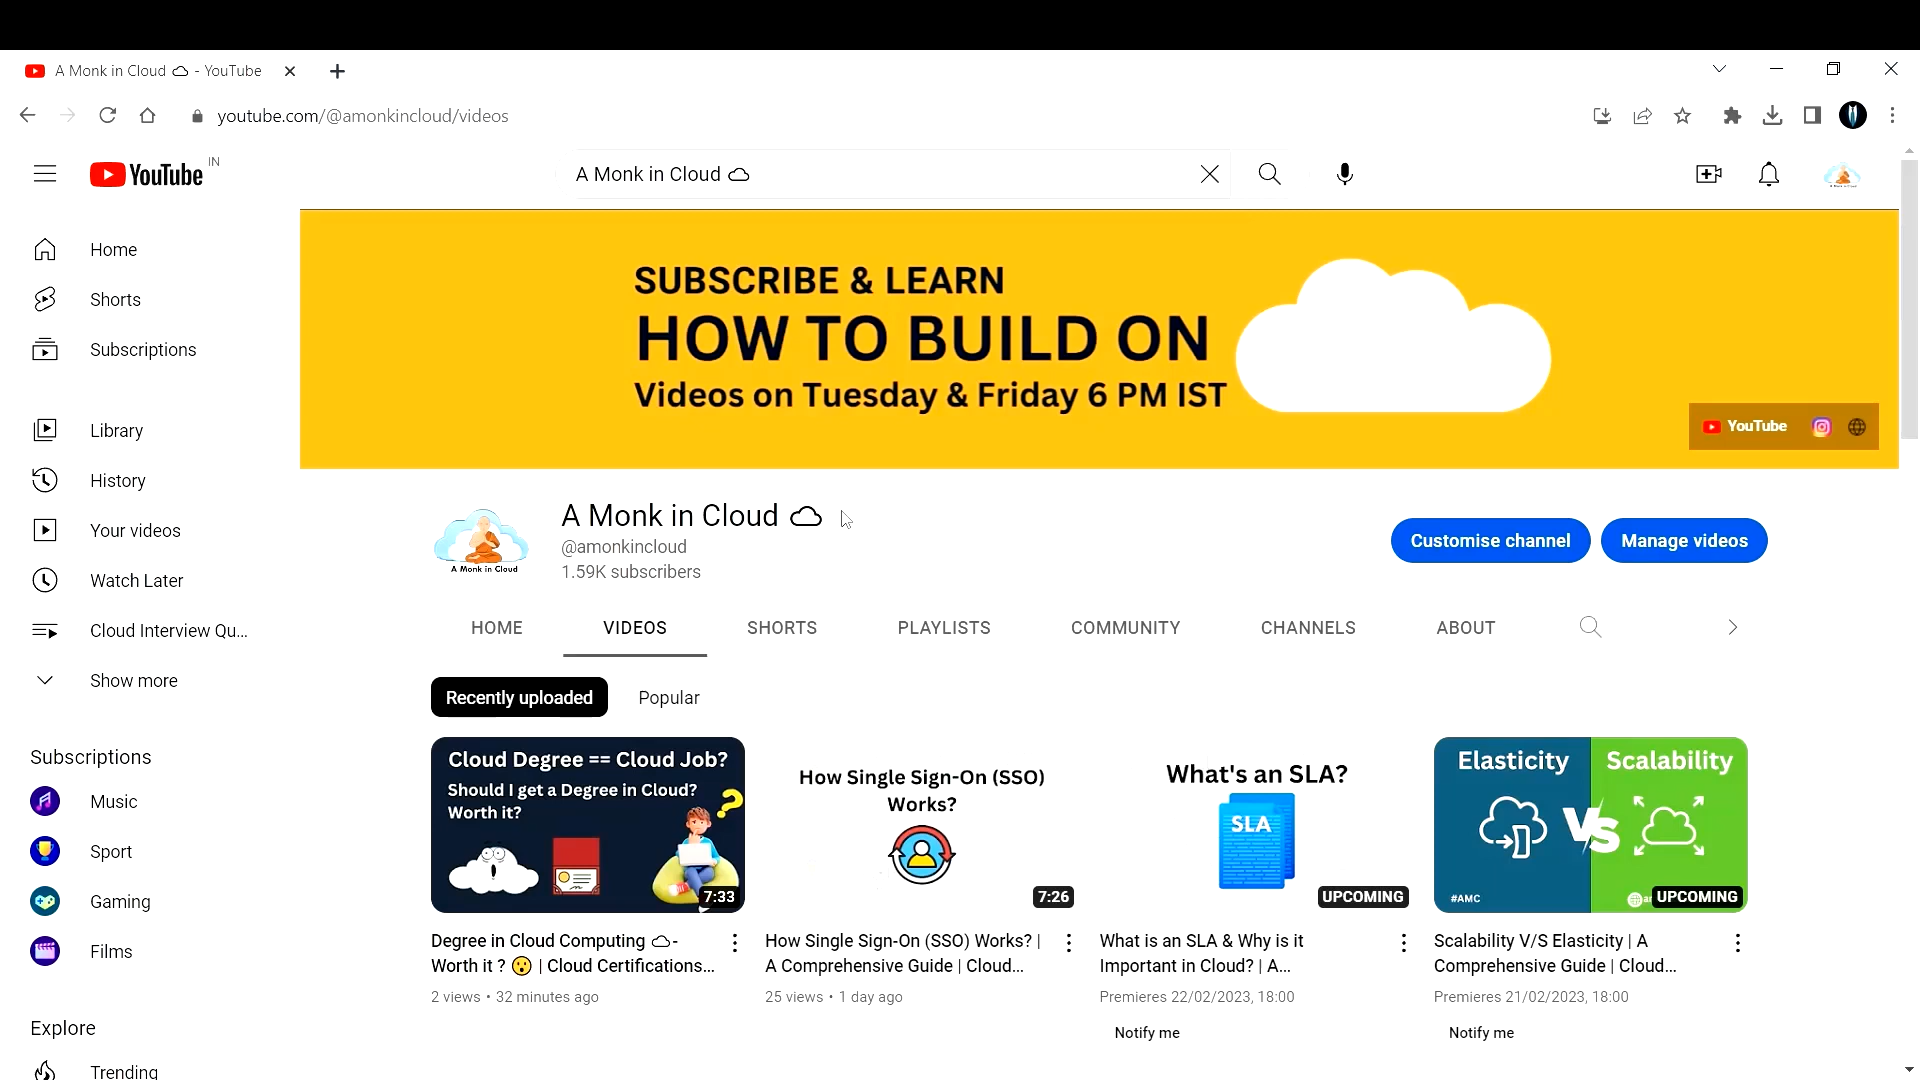 A Monk in Cloud - YouTube
youtube.com/@amonkincloud/videos
YouTube IN
A Monk in Cloud
A Monk in Cloud
Home
Shorts
Subscriptions
Library
History
Your videos
Watch Later
Cloud Interview Qu...
Show more
Subscriptions
Music
Sport
Gaming
Films
Explore
Trending
SUBSCRIBE & LEARN
HOW TO BUILD ON
Videos on Tuesday & Friday 6 PM IST
YouTube
A Monk in Cloud
A Monk in Cloud
@amonkincloud
1.59K subscribers
Customise channel
Manage videos
HOME VIDEOS SHORTS PLAYLISTS COMMUNITY CHANNELS ABOUT
Recently uploaded
Popular
Cloud Degree == Cloud Job?
Should I get a Degree in Cloud?
Worth it?
7:33
Degree in Cloud Computing -
Worth it ? | Cloud Certifications...
2 views • 32 minutes ago
How Single Sign-On (SSO)
Works?
7:26
How Single Sign-On (SSO) Works? |
A Comprehensive Guide | Cloud...
25 views • 1 day ago
What's an SLA?
SLA
UPCOMING
What is an SLA & Why is it
Important in Cloud? | A...
Premieres 22/02/2023, 18:00
Notify me
Elasticity
VS
Scalability
#AMC
UPCOMING
Scalability V/S Elasticity | A
Comprehensive Guide | Cloud...
Premieres 21/02/2023, 18:00
Notify me